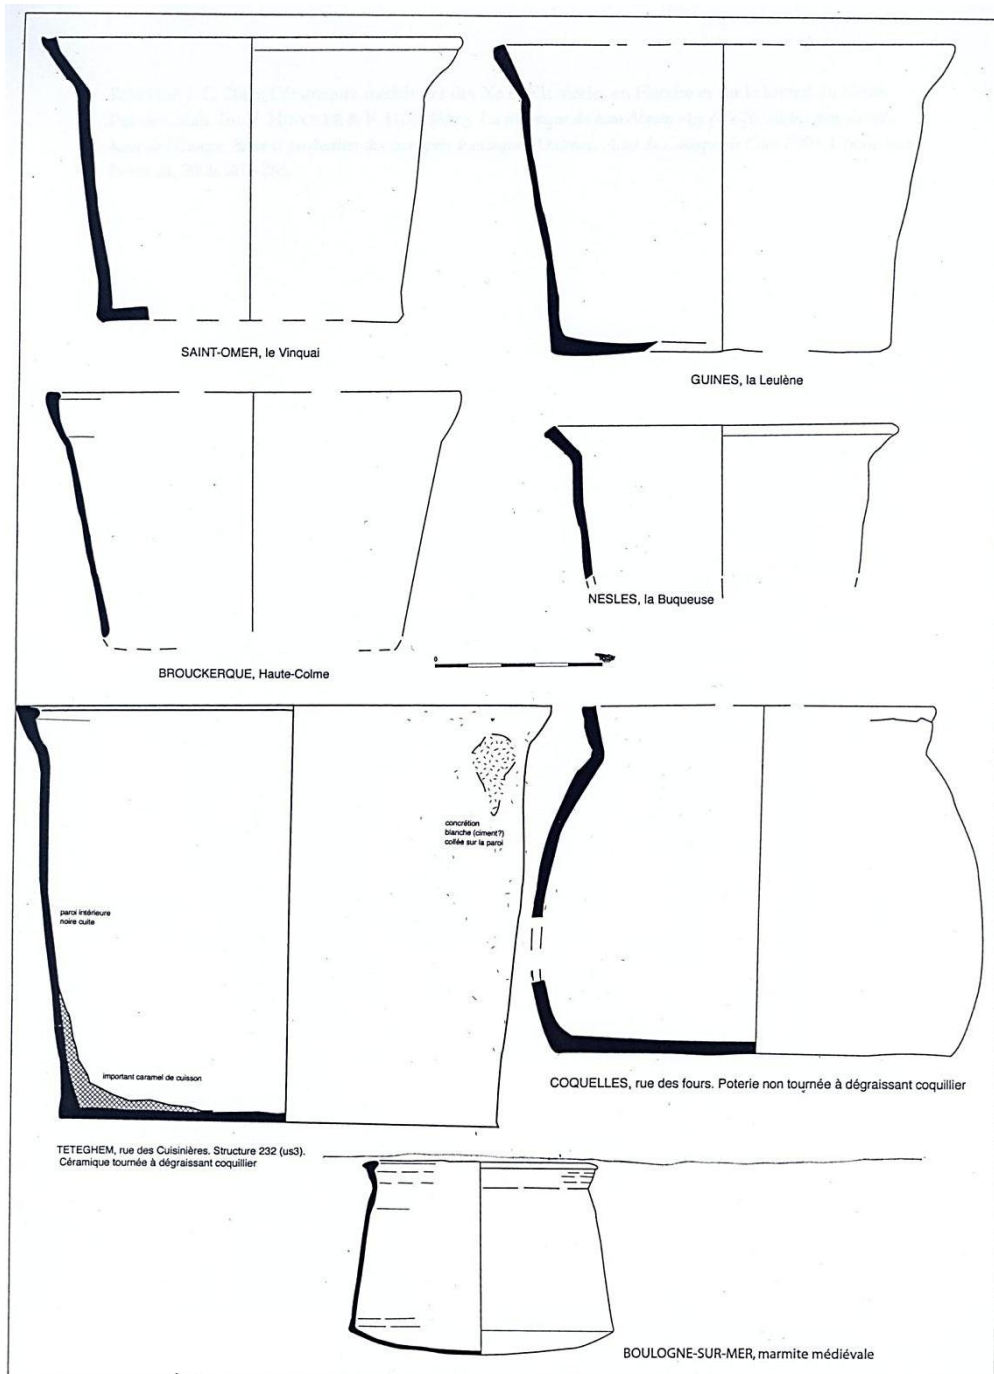 SAINT-OMER, le Vinquai
GUINES, la Leulène
NESLES, la Buqueuse
BROUCKERQUE, Haute-Colme
0
concrétion
blanche (ciment?)
collée sur la paroi
paroi intérieure
noire cuite
important caramel de cuisson
COQUELLES, rue des fours. Poterie non tournée à dégraissant coquillier
TETEGHEM, rue des Cuisinières. Structure 232 (us3).
Céramique tournée à dégraissant coquillier
BOULOGNE-SUR-MER, marmite médiévale